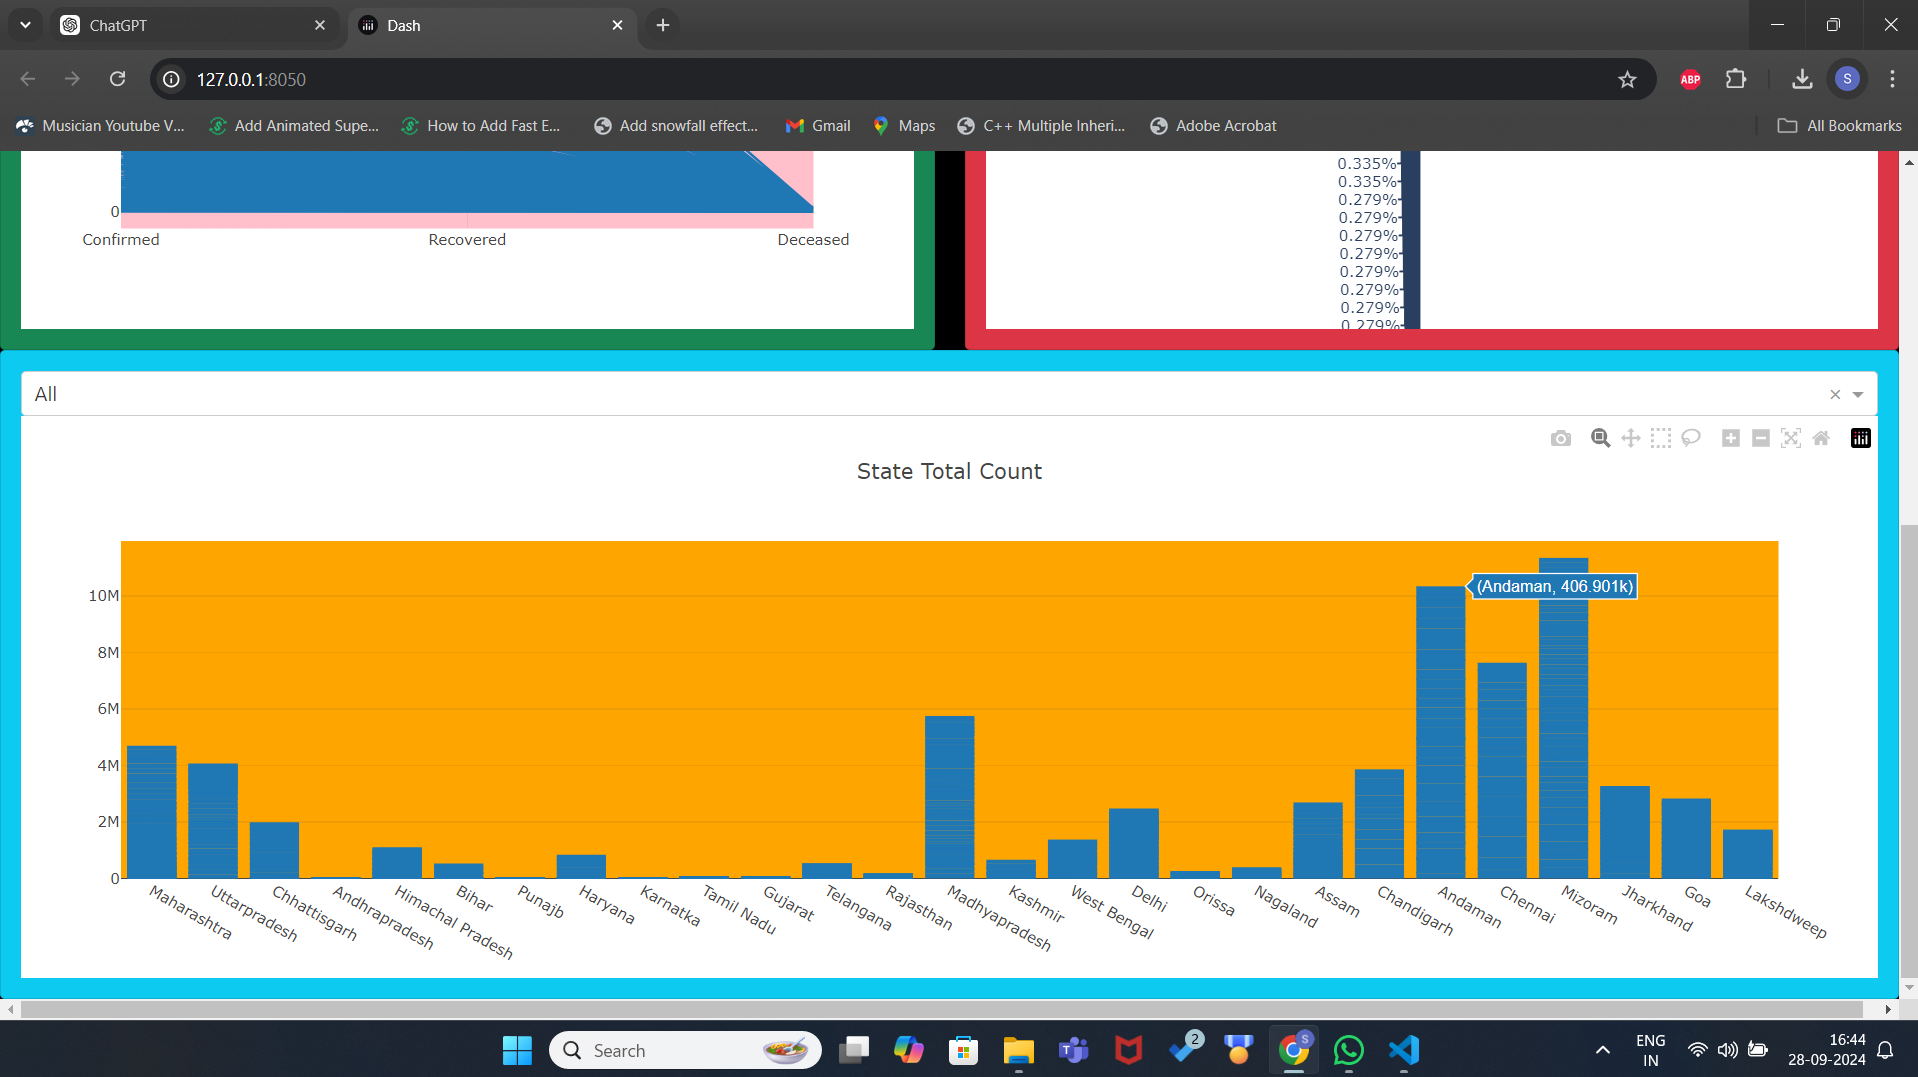 ChatGPT
Dash
127.0.0.1:8050
ABP
S
Musician Youtube V...
Add Animated Supe...
How to Add Fast E...
Add snowfall effect...
Gmail
Maps
C++ Multiple Inheri...
Adobe Acrobat
All Bookmarks
0
Confirmed
Recovered
Deceased
0.335%
0.335%
0.279%
0.279%
0.279%
0.279%
0.279%
0.279%
0.279%
0.279%
All
State Total Count
(Andaman, 406.901k)
10M
8M
6M
4M
2M
0
Maharashtra
Uttarpradesh
Chhattisgarh
Andhrapradesh
Himachal Pradesh
Bihar
Punajb
Haryana
Karnatka
Tamil Nadu
Gujarat
Telangana
Rajasthan
Madhyapradesh
Kashmir
West Bengal
Delhi
Orissa
Nagaland
Assam
Chandigarh
Andaman
Chennai
Mizoram
Jharkhand
Goa
Lakshdweep
Search
2
S
ENG
IN
16:44
28-09-2024